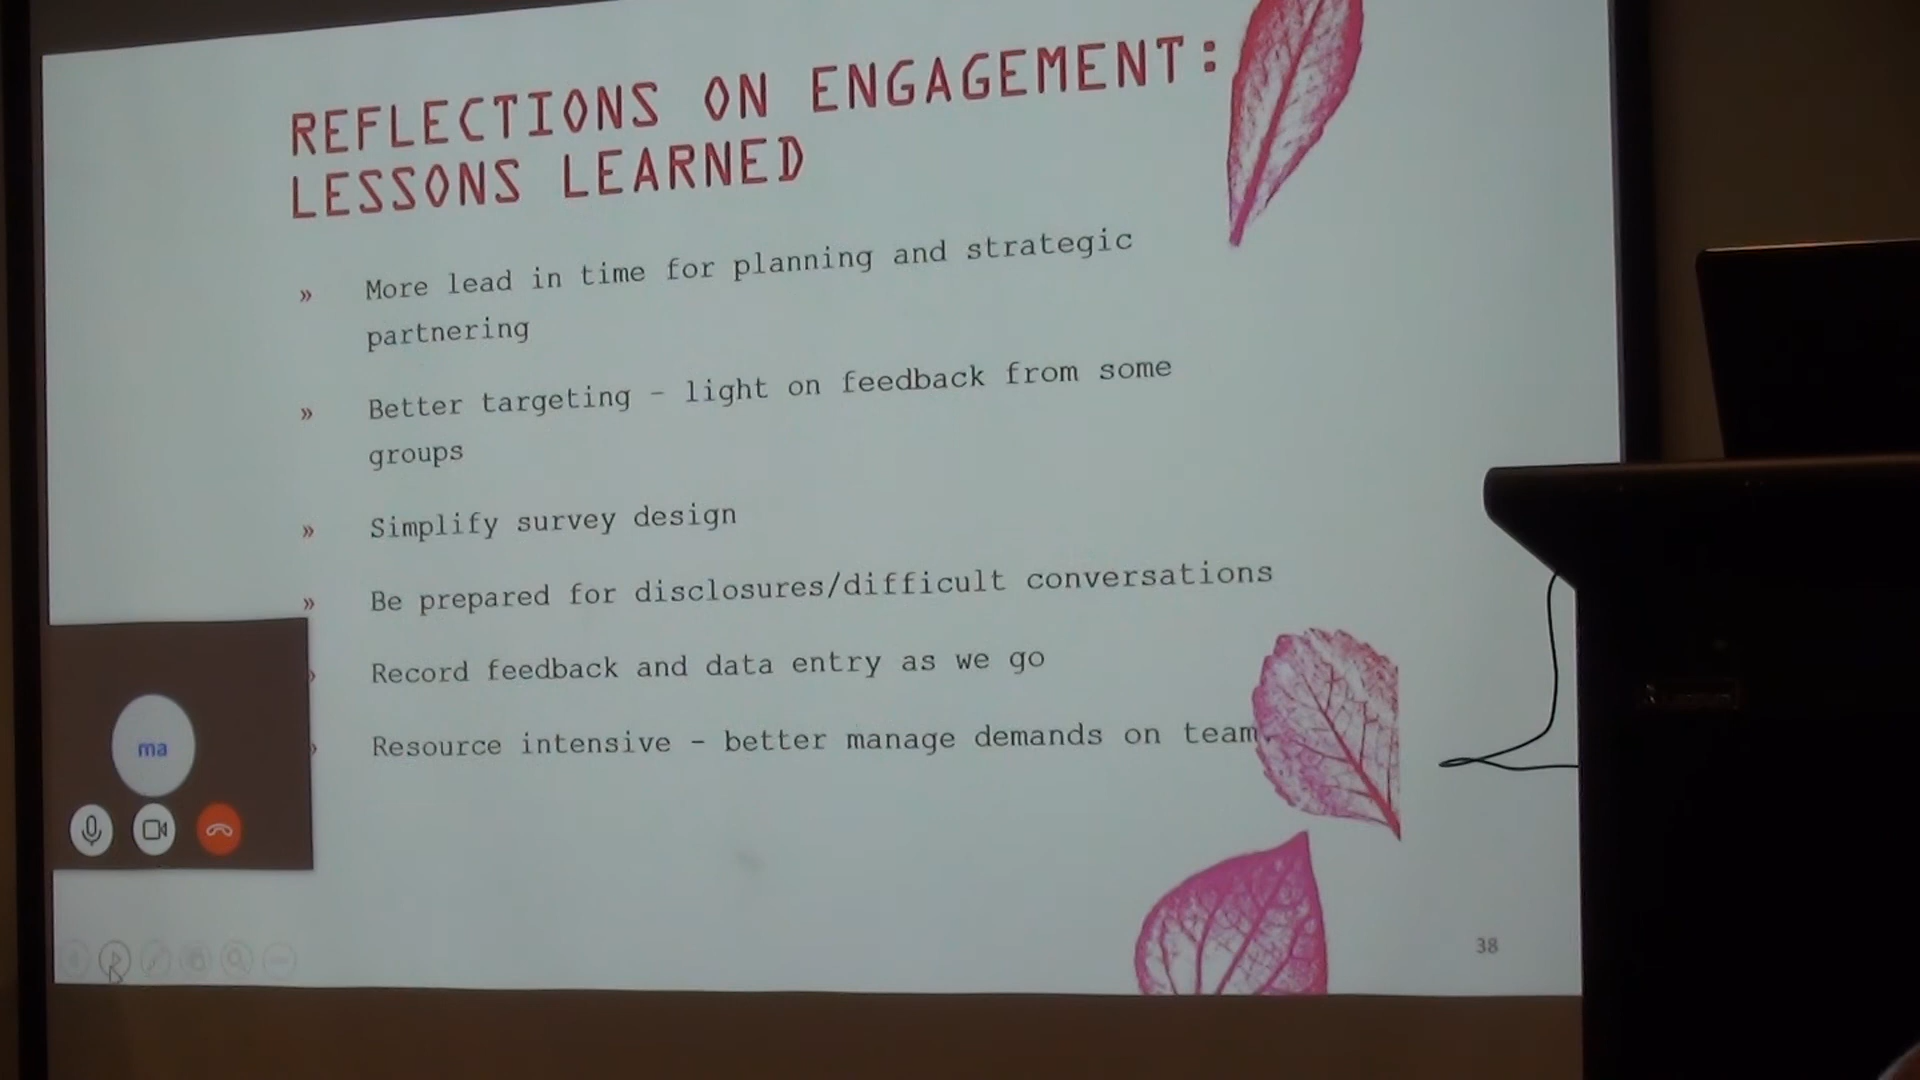 REFLECTIONS ON ENGAGEMENT:
LESSONS LEARNED
» More lead in time for planning and strategic
partnering
» Better targeting – light on feedback from some
groups
» Simplify survey design
» Be prepared for disclosures/difficult conversations
Record feedback and data entry as we go
Resource intensive – better manage demands on team
ma
38